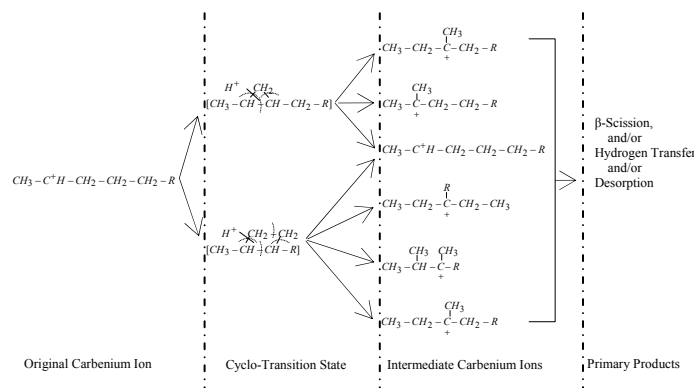 CH3
CH3–CH2–C–CH2–R
+
H+ CH2
[CH3–CH–CH–CH2–R]
CH3
CH3–C–CH2–CH2–R
+
β-Scission,
and/or
Hydrogen Transfer
and/or
Desorption
CH3–C+H–CH2–CH2–CH2–R
CH3–C+H–CH2–CH2–CH2–R
R
CH3–CH2–C–CH2–CH3
+
H+ CH2–CH2
[CH3–CH–CH–R]
CH3 CH3
CH3–CH–C–R
+
CH3
CH3–CH2–C–CH2–R
+
Original Carbenium Ion
Cyclo-Transition State
Intermediate Carbenium Ions
Primary Products